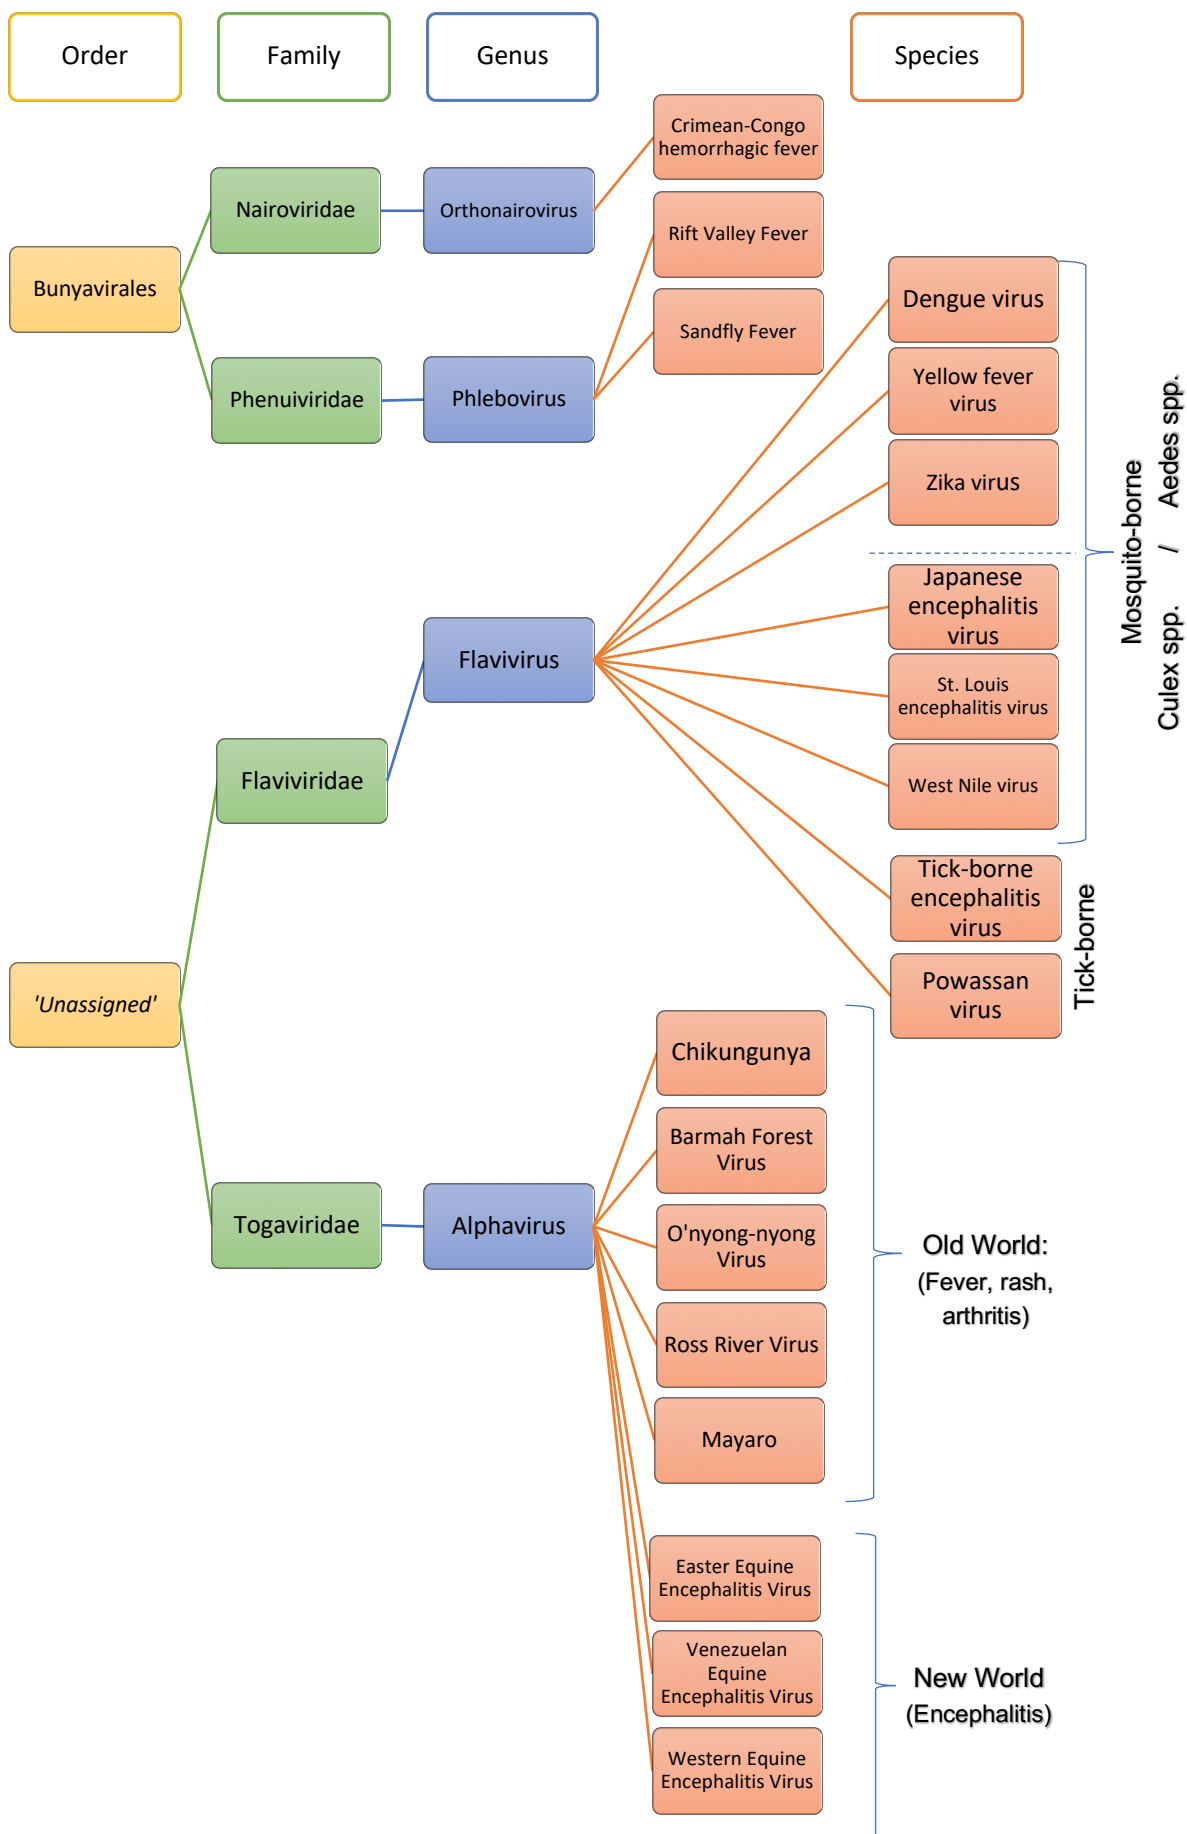 Order
Family
Genus
Species
Crimean-Congo
hemorrhagic fever
Nairoviridae
Orthonairovirus
Rift Valley Fever
Bunyavirales
Sandfly Fever
Phenuiviridae
Phlebovirus
Dengue virus
Yellow fever
virus
Zika virus
Japanese
encephalitis
virus
St. Louis
encephalitis virus
West Nile virus
Mosquito-borne
Culex spp. / Aedes spp.
Flavivirus
Flaviviridae
Tick-borne
encephalitis
virus
Powassan
virus
Tick-borne
'Unassigned'
Chikungunya
Barmah Forest
Virus
O'nyong-nyong
Virus
Ross River Virus
Mayaro
Togaviridae
Alphavirus
Old World:
(Fever, rash,
arthritis)
Easter Equine
Encephalitis Virus
Venezuelan
Equine
Encephalitis Virus
Western Equine
Encephalitis Virus
New World
(Encephalitis)